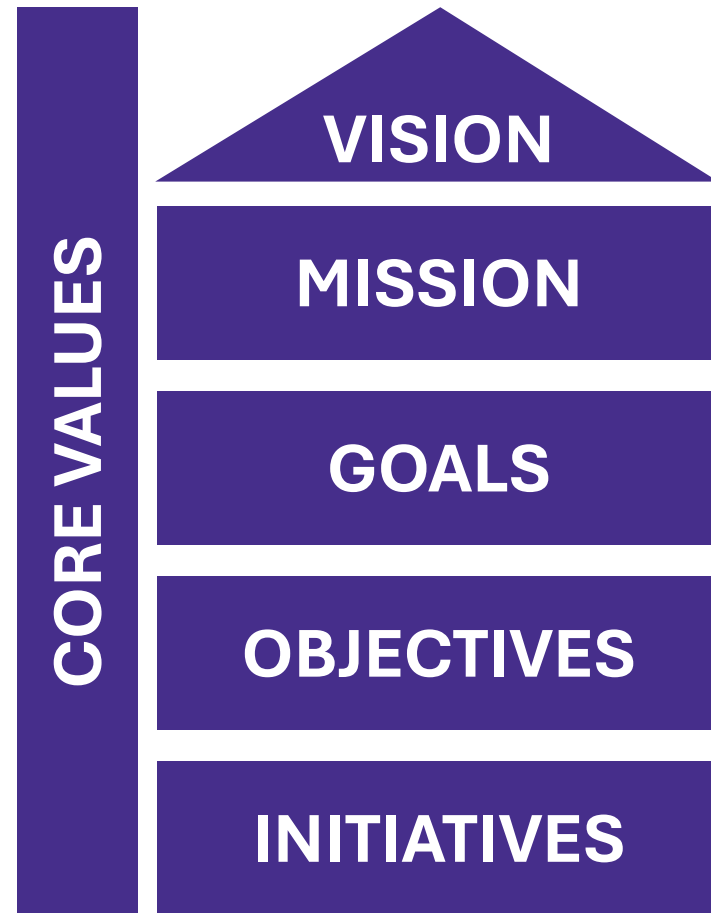 CORE VALUES
VISION
MISSION
GOALS
OBJECTIVES
INITIATIVES